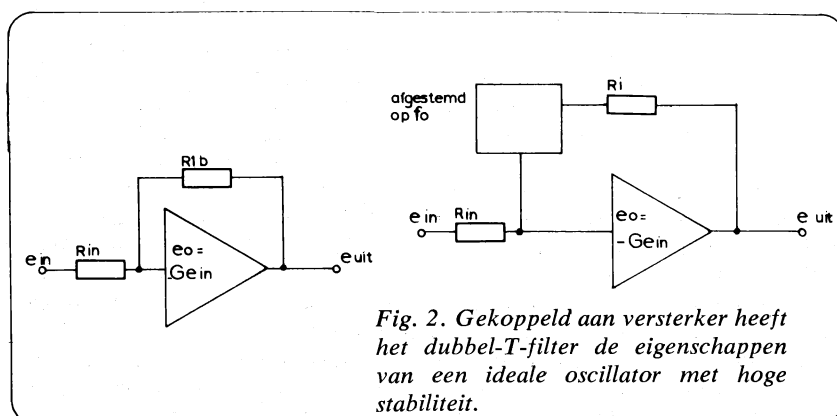 R1b
e in
Rin
eo=
-Gein
e uit
afgestemd
op fo
Ri
e in
Rin
eo=
-Gein
e uit
Fig. 2. Gekoppeld aan versterker heeft
het dubbel-T-filter de eigenschappen
van een ideale oscillator met hoge
stabiliteit.